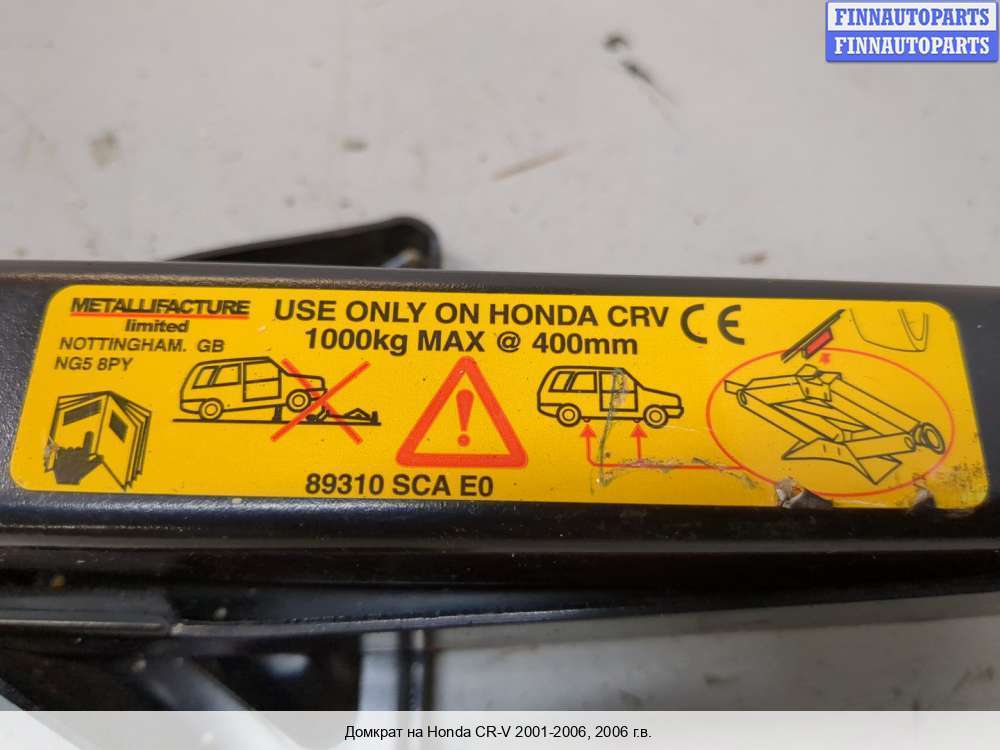 FINNAUTOPARTS
FINNAUTOPARTS
METALLIFACTURE
limited
NOTTINGHAM. GB
NG5 8PY
USE ONLY ON HONDA CRV
1000kg MAX @ 400mm
CE
89310 SCA E0
Домкрат на Honda CR-V 2001-2006, 2006 г.в.